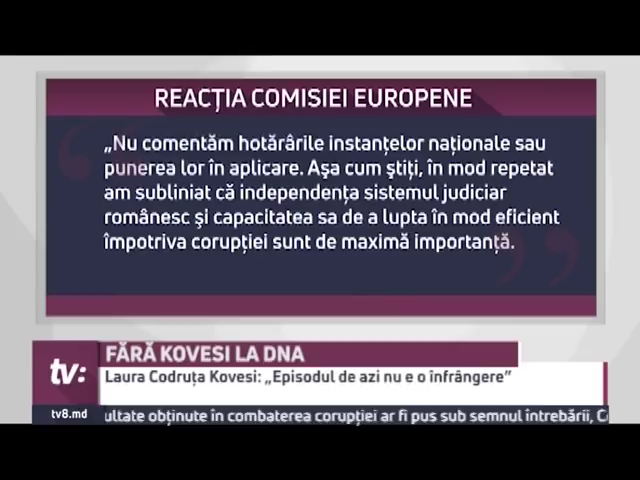 REACȚIA COMISIEI EUROPENE
„Nu comentăm hotărârile instanțelor naționale sau
punerea lor în aplicare. Așa cum știți, în mod repetat
am subliniat că independența sistemul judiciar
românesc și capacitatea sa de a lupta în mod eficient
împotriva corupției sunt de maximă importanță.
tv:
FĂRĂ KOVESI LA DNA
Laura Codruța Kovesi: „Episodul de azi nu e o înfrângere”
tv8.md
ultate obținute în combaterea corupției ar fi pus sub semnul întrebării, C